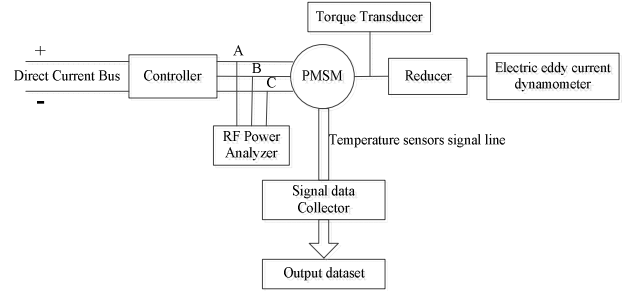 Torque Transducer
+
A
Direct Current Bus
Controller
B
C
PMSM
Reducer
Electric eddy current
dynamometer
-
RF Power
Analyzer
Temperature sensors signal line
Signal data
Collector
Output dataset